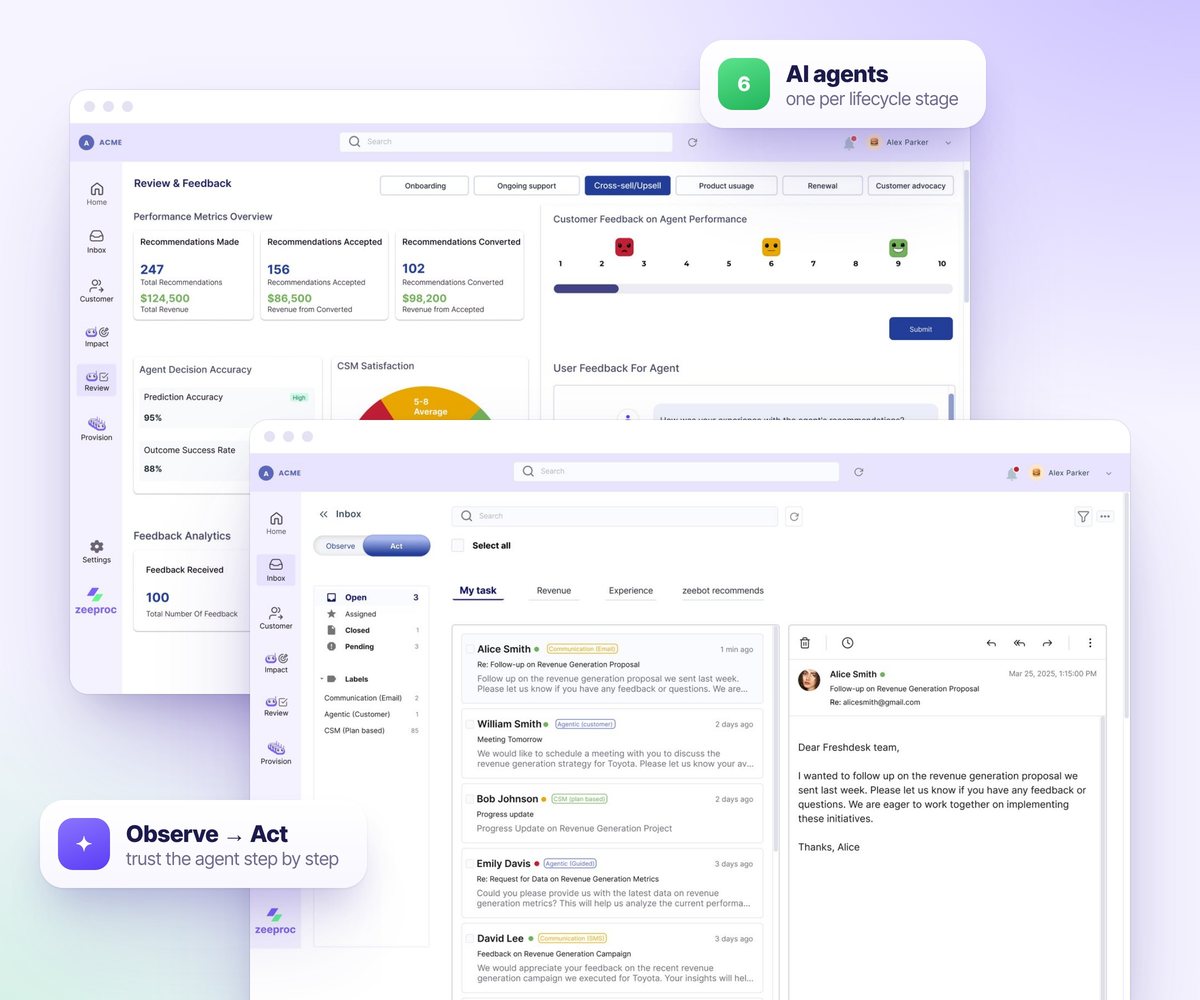 6
AI agents
one per lifecycle stage
A ACME
Search
Alex Parker
Home
Inbox
Customer
Impact
Review
Provision
Settings
zeeproc
Review & Feedback
Onboarding
Ongoing support
Cross-sell/Upsell
Product usuage
Renewal
Customer advocacy
Performance Metrics Overview
Recommendations Made
247
Total Recommendations
$124,500
Total Revenue
Recommendations Accepted
156
Recommendations Accepted
$86,500
Revenue from Converted
Recommendations Converted
102
Recommendations Converted
$98,200
Revenue from Accepted
Customer Feedback on Agent Performance
1 2 3 4 5 6 7 8 9 10
Submit
Agent Decision Accuracy
Prediction Accuracy
High
95%
Outcome Success Rate
88%
CSM Satisfaction
5-8
Average
User Feedback For Agent
How was your experience with the agent's recommendations?
Feedback Analytics
Feedback Received
100
Total Number Of Feedback
A ACME
Search
Alex Parker
Home
Inbox
Customer
Impact
Review
Provision
zeeproc
Inbox
Observe
Act
Search
Select all
Open 3
Assigned
Closed 1
Pending 3
Labels
Communication (Email) 2
Agentic (Customer) 1
CSM (Plan based) 85
My task
Revenue
Experience
zeebot recommends
Alice Smith Communication (Email) 1 min ago
Re: Follow-up on Revenue Generation Proposal
Follow up on the revenue generation proposal we sent last week.
Please let us know if you have any feedback or questions. We are...
William Smith Agentic (customer) 2 days ago
Meeting Tomorrow
We would like to schedule a meeting with you to discuss the
revenue generation strategy for Toyota. Please let us know your av...
Bob Johnson CSM (plan based) 2 days ago
Progress update
Progress Update on Revenue Generation Project
Emily Davis Agentic (Guided) 3 days ago
Re: Request for Data on Revenue Generation Metrics
Could you please provide us with the latest data on revenue
generation metrics? This will help us analyze the current performa...
David Lee Communication (SMS) 3 days ago
Feedback on Revenue Generation Campaign
We would appreciate your feedback on the recent revenue
generation campaign we executed for Toyota. Your insights will hel...
Alice Smith
Mar 25, 2025, 1:15:00 PM
Follow-up on Revenue Generation Proposal
Re: alicesmith@gmail.com
Dear Freshdesk team,
I wanted to follow up on the revenue generation proposal we
sent last week. Please let us know if you have any feedback or
questions. We are eager to work together on implementing
these initiatives.
Thanks, Alice
Observe → Act
trust the agent step by step